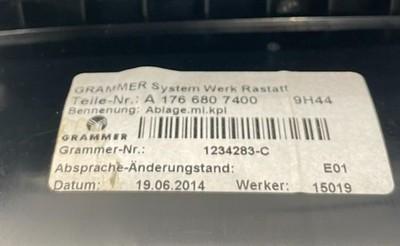 GRAMMER System Werk Rastatt
Teile-Nr.: A 176 680 7400 9H44
Bennenung: Ablage.mi.kpl
GRAMMER
Grammer-Nr.: 1234283-C
Absprache-Änderungstand: E01
Datum: 19.06.2014 Werker: 15019